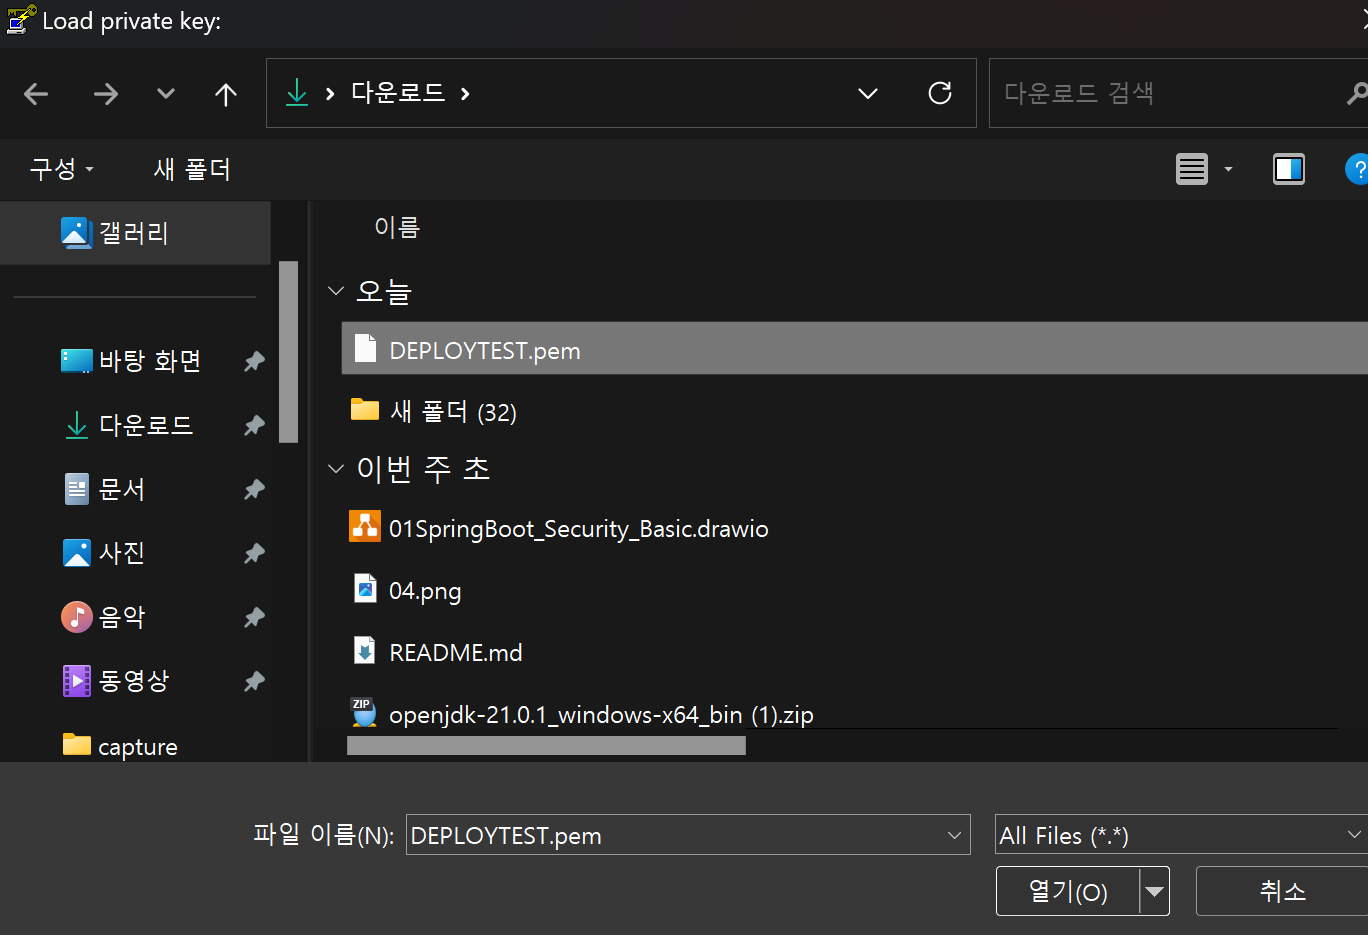 Load private key:
다운로드
다운로드 검색
구성
새 폴더
?
갤러리
바탕 화면
다운로드
문서
사진
음악
동영상
capture
이름
오늘
DEPLOYTEST.pem
새 폴더 (32)
이번 주 초
01SpringBoot_Security_Basic.drawio
04.png
README.md
ZIP
openjdk-21.0.1_windows-x64_bin (1).zip
파일 이름(N):
DEPLOYTEST.pem
All Files (*.*)
열기(O)
취소